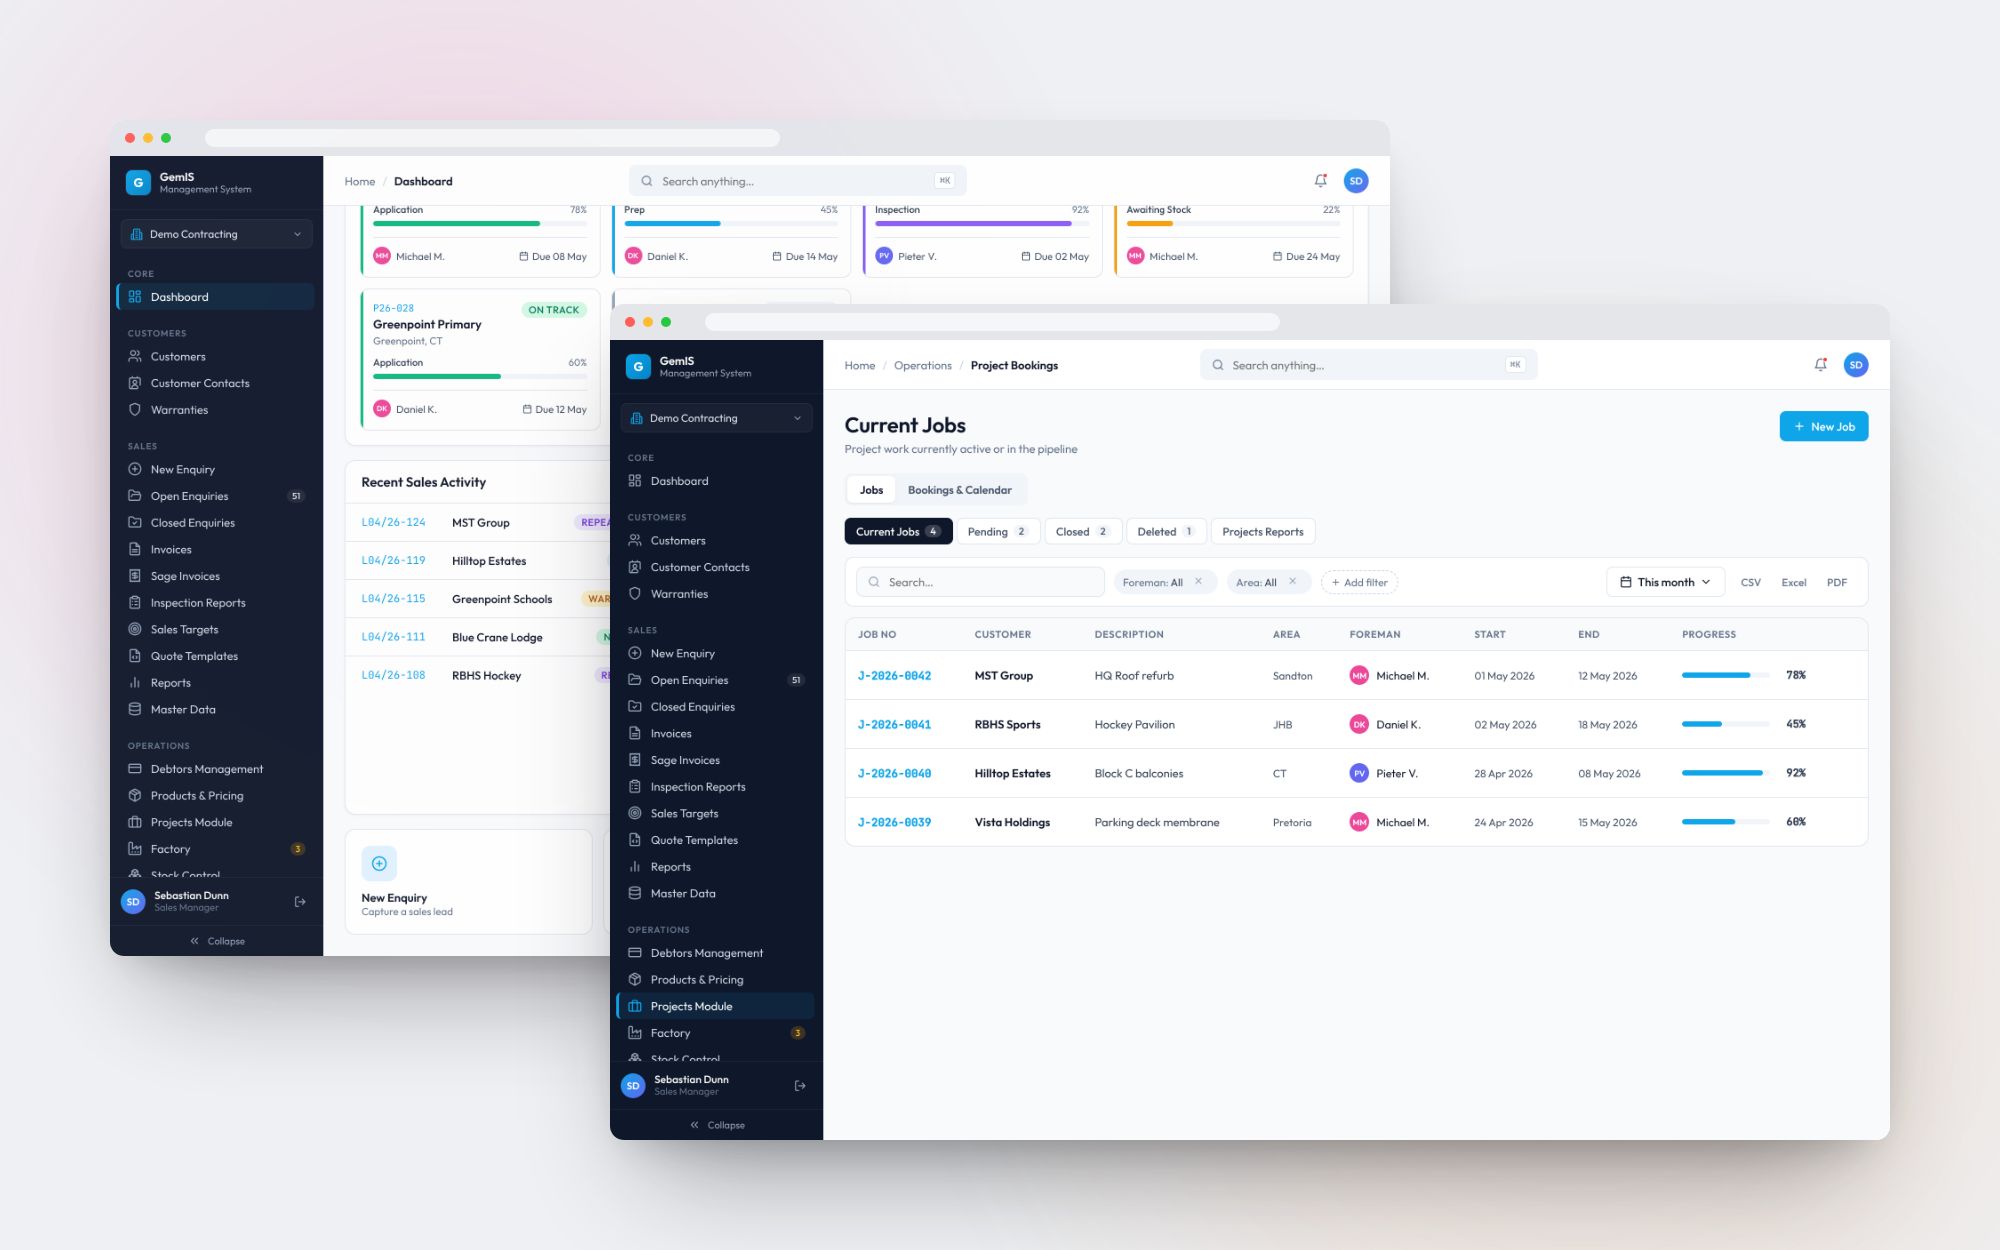 G
GemIS
Management System
Demo Contracting
CORE
Dashboard
CUSTOMERS
Customers
Customer Contacts
Warranties
SALES
New Enquiry
Open Enquiries 51
Closed Enquiries
Invoices
Sage Invoices
Inspection Reports
Sales Targets
Quote Templates
Reports
Master Data
OPERATIONS
Debtors Management
Products & Pricing
Projects Module
Factory 3
Stock Control
SD
Sebastian Dunn
Sales Manager
Collapse
Home / Dashboard
Search anything...
⌘K
SD
Application 78%
MM Michael M. Due 08 May
Prep 45%
DK Daniel K. Due 14 May
Inspection 92%
PV Pieter V. Due 02 May
Awaiting Stock 22%
MM Michael M. Due 24 May
P26-028 ON TRACK
Greenpoint Primary
Greenpoint, CT
Application 60%
DK Daniel K. Due 12 May
Recent Sales Activity
L04/26-124 MST Group
L04/26-119 Hilltop Estates
L04/26-115 Greenpoint Schools
L04/26-111 Blue Crane Lodge
L04/26-108 RBHS Hockey
New Enquiry
Capture a sales lead
G
GemIS
Management System
Demo Contracting
CORE
Dashboard
CUSTOMERS
Customers
Customer Contacts
Warranties
SALES
New Enquiry
Open Enquiries 51
Closed Enquiries
Invoices
Sage Invoices
Inspection Reports
Sales Targets
Quote Templates
Reports
Master Data
OPERATIONS
Debtors Management
Products & Pricing
Projects Module
Factory 3
Stock Control
SD
Sebastian Dunn
Sales Manager
Collapse
Home / Operations / Project Bookings
Search anything...
⌘K
SD
Current Jobs
Project work currently active or in the pipeline
+ New Job
Jobs Bookings & Calendar
Current Jobs 4 Pending 2 Closed 2 Deleted 1 Projects Reports
Search... Foreman: All × Area: All × + Add filter This month CSV Excel PDF
JOB NO CUSTOMER DESCRIPTION AREA FOREMAN START END PROGRESS
J-2026-0042 MST Group HQ Roof refurb Sandton MM Michael M. 01 May 2026 12 May 2026 78%
J-2026-0041 RBHS Sports Hockey Pavilion JHB DK Daniel K. 02 May 2026 18 May 2026 45%
J-2026-0040 Hilltop Estates Block C balconies CT PV Pieter V. 28 Apr 2026 08 May 2026 92%
J-2026-0039 Vista Holdings Parking deck membrane Pretoria MM Michael M. 24 Apr 2026 15 May 2026 60%